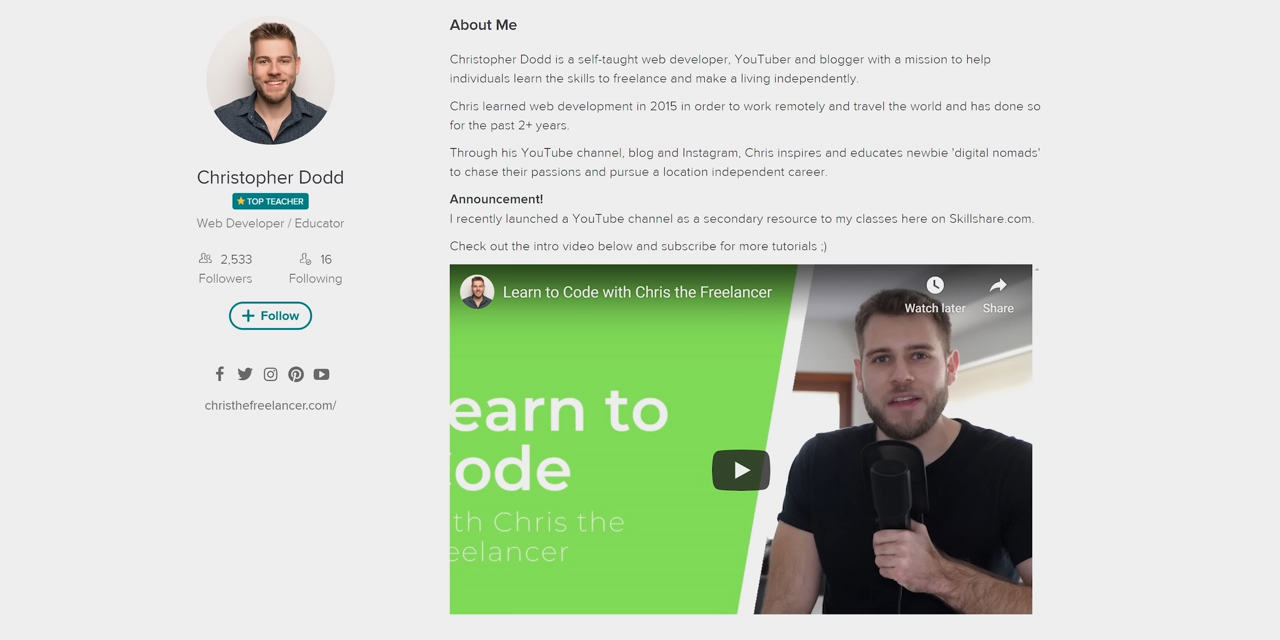 Christopher Dodd
TOP TEACHER
Web Developer / Educator
2,533
Followers
16
Following
Follow
christhefreelancer.com/
About Me
Christopher Dodd is a self-taught web developer, YouTuber and blogger with a mission to help
individuals learn the skills to freelance and make a living independently.
Chris learned web development in 2015 in order to work remotely and travel the world and has done so
for the past 2+ years.
Through his YouTube channel, blog and Instagram, Chris inspires and educates newbie 'digital nomads'
to chase their passions and pursue a location independent career.
Announcement!
I recently launched a YouTube channel as a secondary resource to my classes here on Skillshare.com.
Check out the intro video below and subscribe for more tutorials ;)
Learn to Code with Chris the Freelancer
Watch later
Share
earn to
ode
th Chris the
eelancer